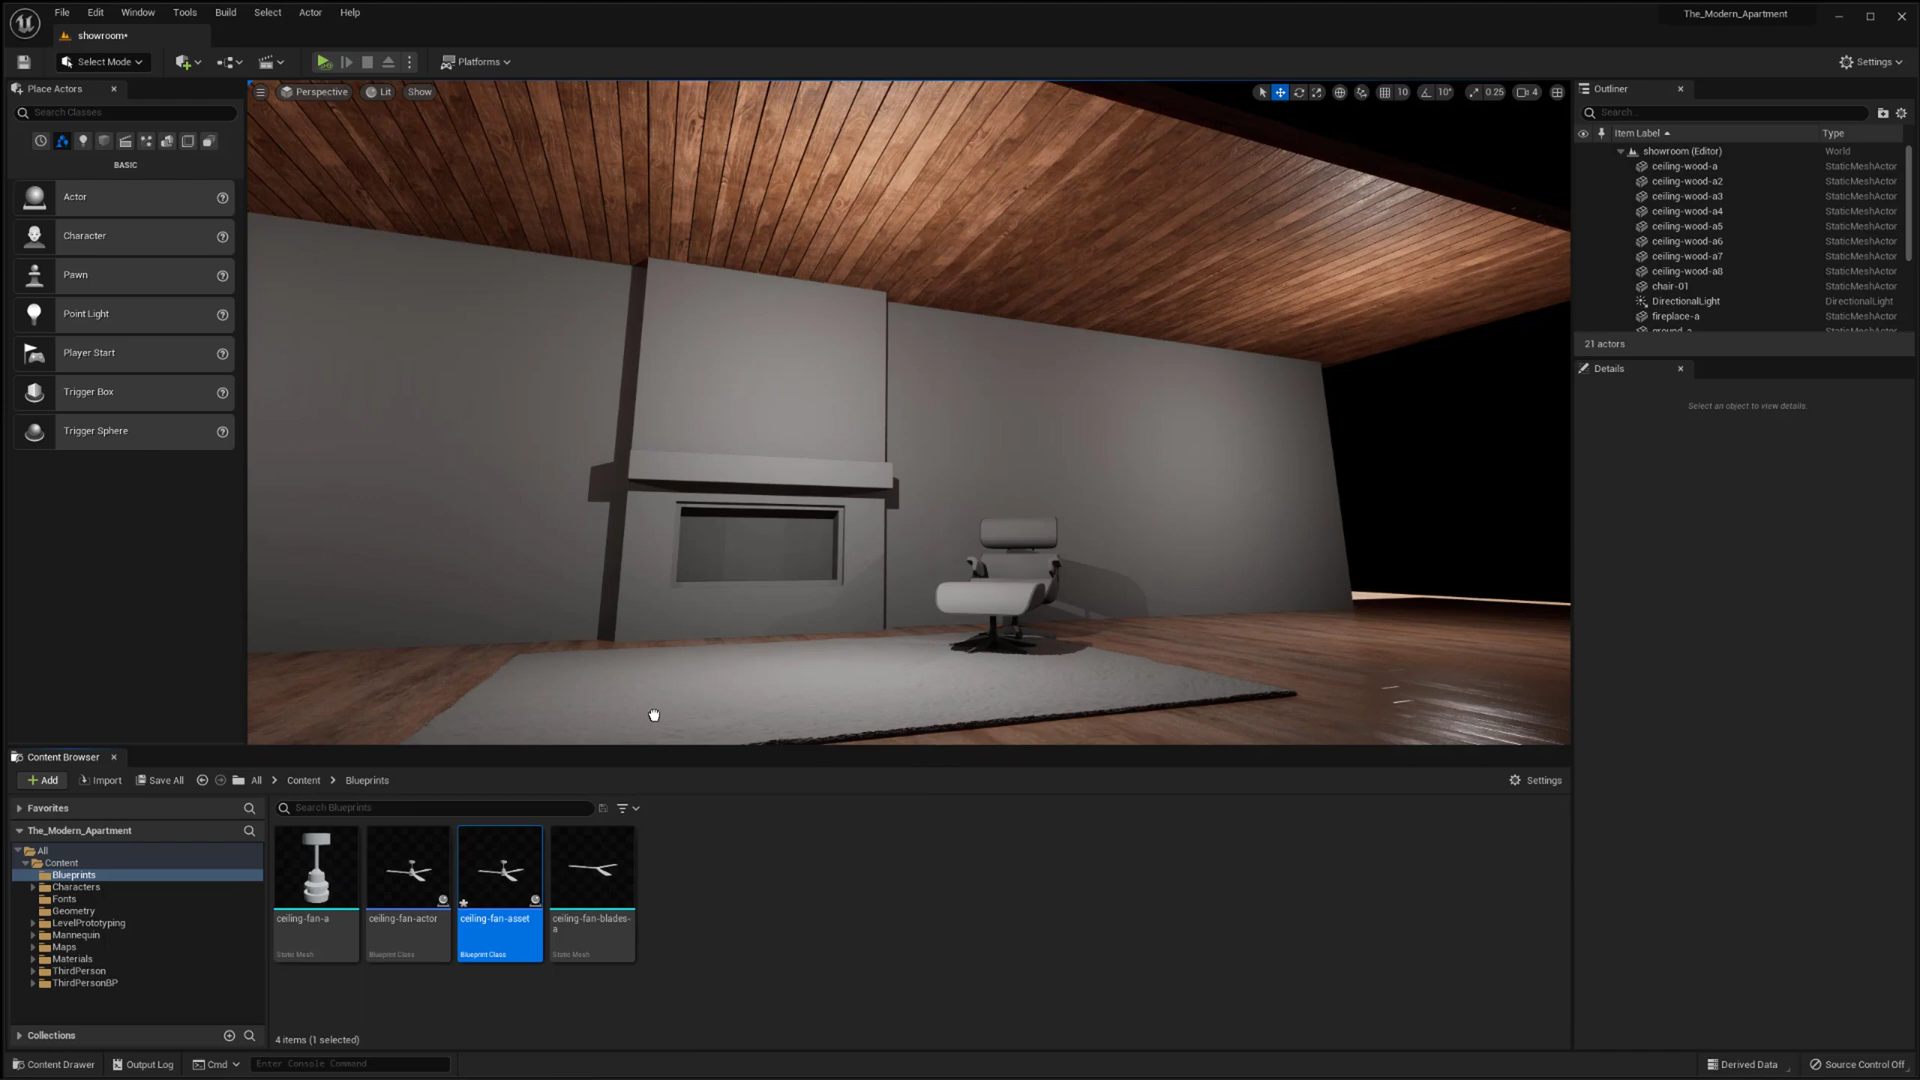 File Edit Window Tools Build Select Actor Help
The_Modern_Apartment
showroom*
Select Mode
Platforms
Settings
Place Actors
Search Classes
BASIC
Actor
Character
Pawn
Point Light
Player Start
Trigger Box
Trigger Sphere
Perspective Lit Show
10 10° 0.25 4
Outliner
Search...
Item Label Type
showroom (Editor) World
ceiling-wood-a StaticMeshActor
ceiling-wood-a2 StaticMeshActor
ceiling-wood-a3 StaticMeshActor
ceiling-wood-a4 StaticMeshActor
ceiling-wood-a5 StaticMeshActor
ceiling-wood-a6 StaticMeshActor
ceiling-wood-a7 StaticMeshActor
ceiling-wood-a8 StaticMeshActor
chair-01 StaticMeshActor
DirectionalLight DirectionalLight
fireplace-a StaticMeshActor
21 actors
Details
Select an object to view details.
Content Browser
Add Import Save All All Content Blueprints
Settings
Favorites
Search Blueprints
The_Modern_Apartment
All
Content
Blueprints
Characters
Fonts
Geometry
LevelPrototyping
Mannequin
Maps
Materials
ThirdPerson
ThirdPersonBP
ceiling-fan-a
Static Mesh
ceiling-fan-actor
Blueprint Class
ceiling-fan-asset
Blueprint Class
ceiling-fan-blades-
a
Static Mesh
Collections
4 items (1 selected)
Content Drawer Output Log Cmd Enter Console Command
Derived Data Source Control Off